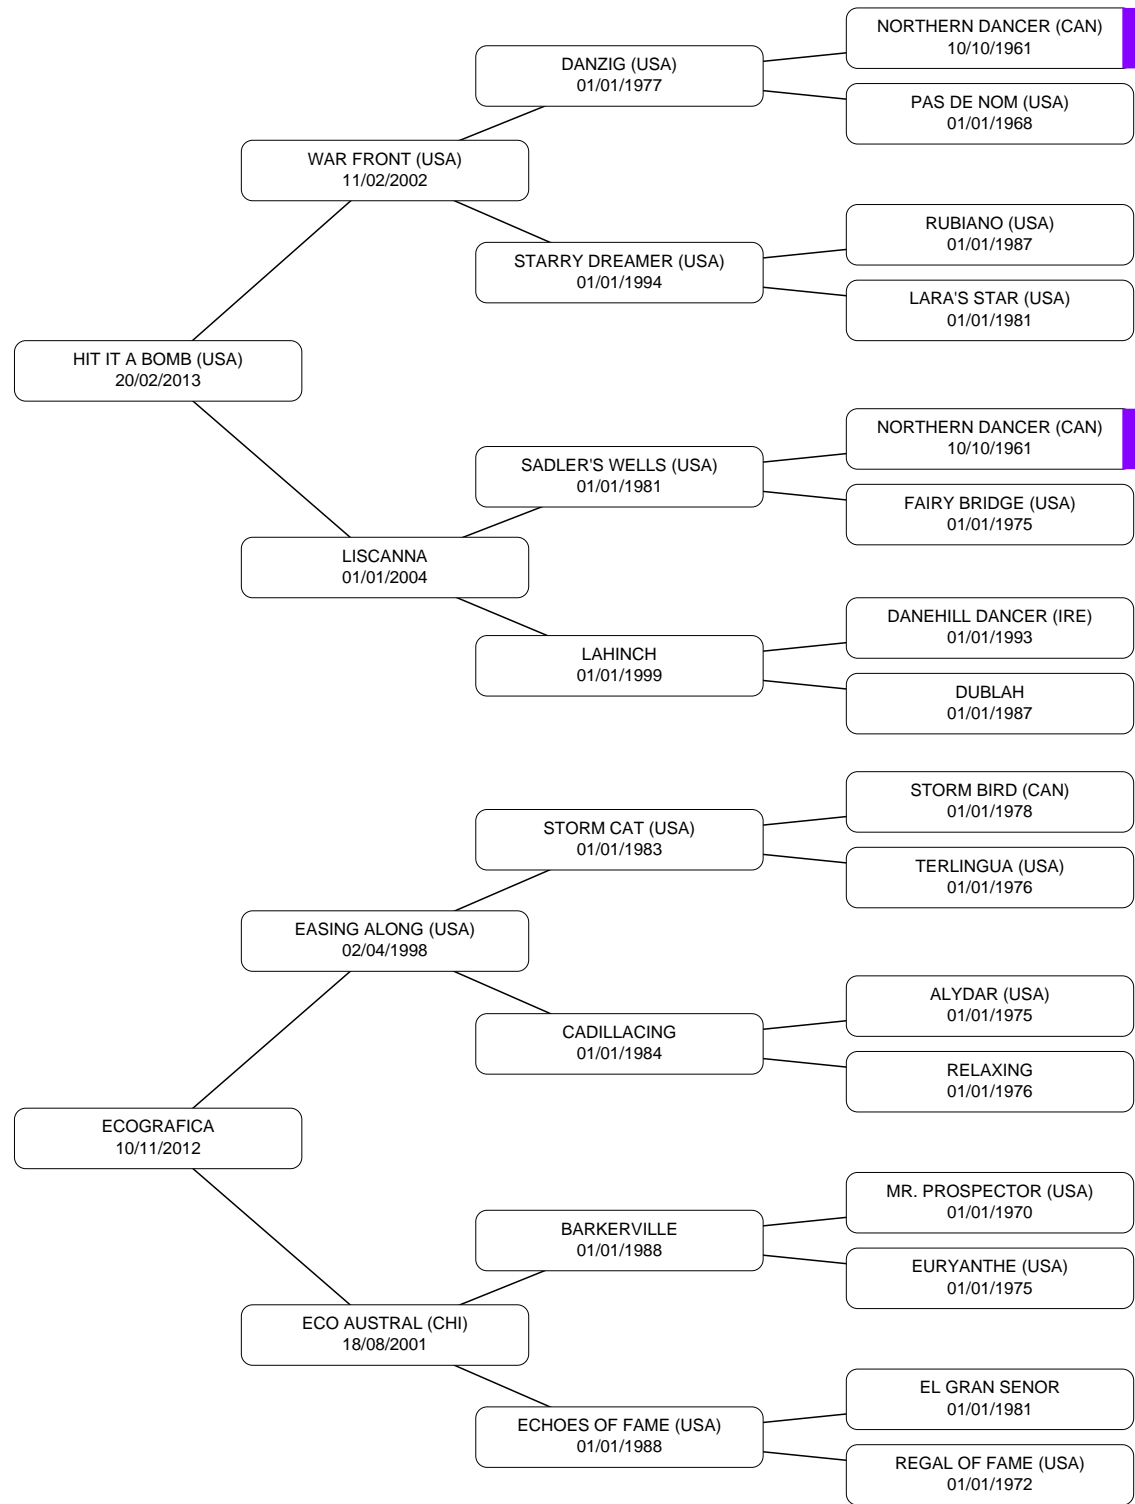 NORTHERN DANCER (CAN)
10/10/1961
DANZIG (USA)
01/01/1977
PAS DE NOM (USA)
01/01/1968
WAR FRONT (USA)
11/02/2002
RUBIANO (USA)
01/01/1987
STARRY DREAMER (USA)
01/01/1994
LARA'S STAR (USA)
01/01/1981
HIT IT A BOMB (USA)
20/02/2013
NORTHERN DANCER (CAN)
10/10/1961
SADLER'S WELLS (USA)
01/01/1981
FAIRY BRIDGE (USA)
01/01/1975
LISCANNA
01/01/2004
DANEHILL DANCER (IRE)
01/01/1993
LAHINCH
01/01/1999
DUBLAH
01/01/1987
STORM BIRD (CAN)
01/01/1978
STORM CAT (USA)
01/01/1983
TERLINGUA (USA)
01/01/1976
EASING ALONG (USA)
02/04/1998
ALYDAR (USA)
01/01/1975
CADILLACING
01/01/1984
RELAXING
01/01/1976
ECOGRAFICA
10/11/2012
MR. PROSPECTOR (USA)
01/01/1970
BARKERVILLE
01/01/1988
EURYANTHE (USA)
01/01/1975
ECO AUSTRAL (CHI)
18/08/2001
EL GRAN SENOR
01/01/1981
ECHOES OF FAME (USA)
01/01/1988
REGAL OF FAME (USA)
01/01/1972